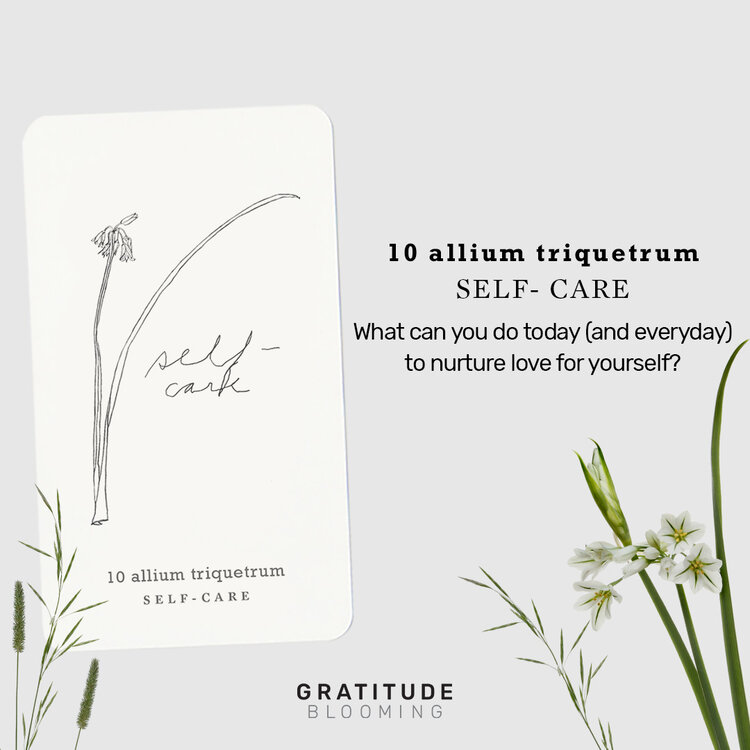 self-
care
10 allium triquetrum
SELF-CARE
10 allium triquetrum
SELF- CARE
What can you do today (and everyday)
to nurture love for yourself?
GRATITUDE
BLOOMING